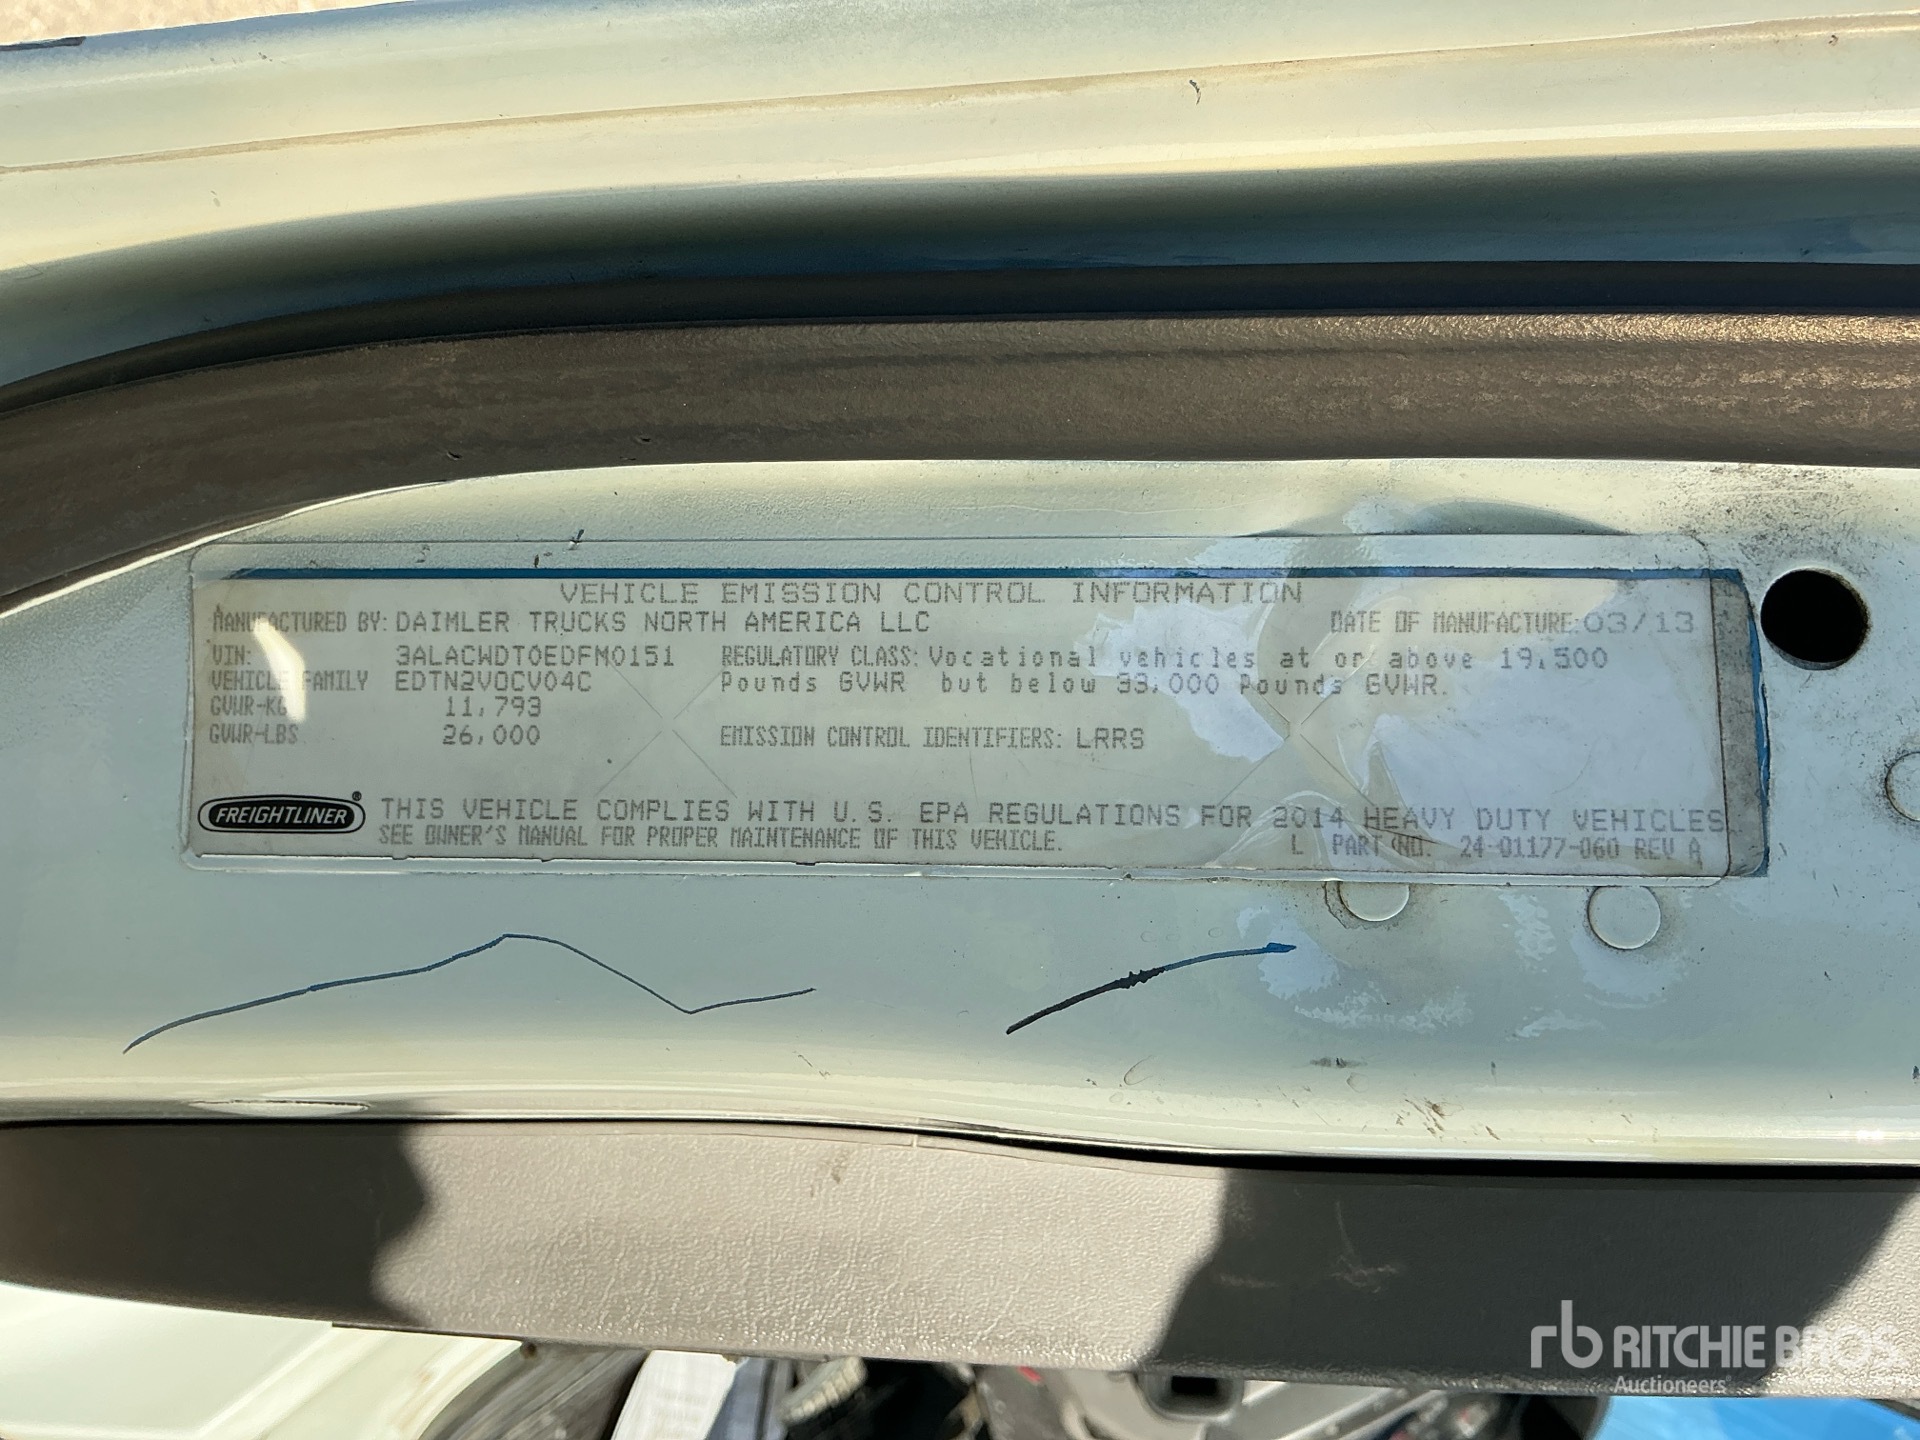 VEHICLE EMISSION CONTROL INFORMATION
MANUFACTURED BY: DAIMLER TRUCKS NORTH AMERICA LLC DATE OF MANUFACTURE: 03/13
VIN: 3ALACWDT0EDFM0151 REGULATORY CLASS: Vocational vehicles at or above 19,500
VEHICLE FAMILY EDTN2VOCV04C Pounds GVWR but below 33,000 Pounds GVWR.
GVWR-KG 11,793
GVWR-LBS 26,000 EMISSION CONTROL IDENTIFIERS: LRRS
FREIGHTLINER ® THIS VEHICLE COMPLIES WITH U.S. EPA REGULATIONS FOR 2014 HEAVY DUTY VEHICLES
SEE OWNER'S MANUAL FOR PROPER MAINTENANCE OF THIS VEHICLE. L PART NO. 24-01177-060 REV A
rb RITCHIE BROS
Auctioneers